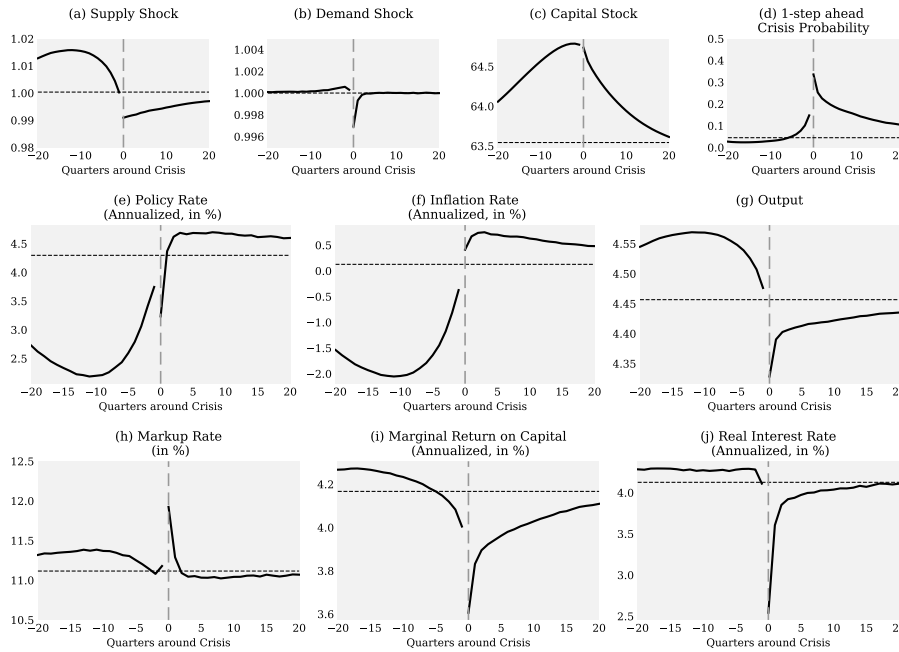 (a) Supply Shock
1.02
1.01
1.00
0.99
0.98
−20 −10 0 10 20
Quarters around Crisis
(b) Demand Shock
1.004
1.002
1.000
0.998
0.996
−20 −10 0 10 20
Quarters around Crisis
(c) Capital Stock
64.5
64.0
63.5
−20 −10 0 10 20
Quarters around Crisis
(d) 1-step ahead
Crisis Probability
0.5
0.4
0.3
0.2
0.1
0.0
−20 −10 0 10 20
Quarters around Crisis
(e) Policy Rate
(Annualized, in %)
4.5
4.0
3.5
3.0
2.5
−20 −15 −10 −5 0 5 10 15 20
Quarters around Crisis
(f) Inflation Rate
(Annualized, in %)
0.5
0.0
−0.5
−1.0
−1.5
−2.0
−20 −15 −10 −5 0 5 10 15 20
Quarters around Crisis
(g) Output
4.55
4.50
4.45
4.40
4.35
−20 −15 −10 −5 0 5 10 15 20
Quarters around Crisis
(h) Markup Rate
(in %)
12.5
12.0
11.5
11.0
10.5
−20 −15 −10 −5 0 5 10 15 20
Quarters around Crisis
(i) Marginal Return on Capital
(Annualized, in %)
4.2
4.0
3.8
3.6
−20 −15 −10 −5 0 5 10 15 20
Quarters around Crisis
(j) Real Interest Rate
(Annualized, in %)
4.0
3.5
3.0
2.5
−20 −15 −10 −5 0 5 10 15 20
Quarters around Crisis